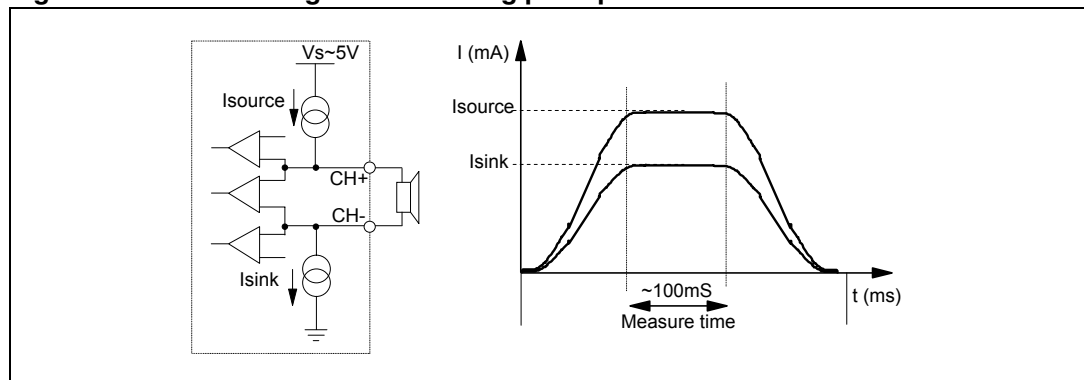 Vs~5V
Isource
CH+
CH-
Isink
I (mA)
Isource
Isink
~100mS
Measure time
t (ms)